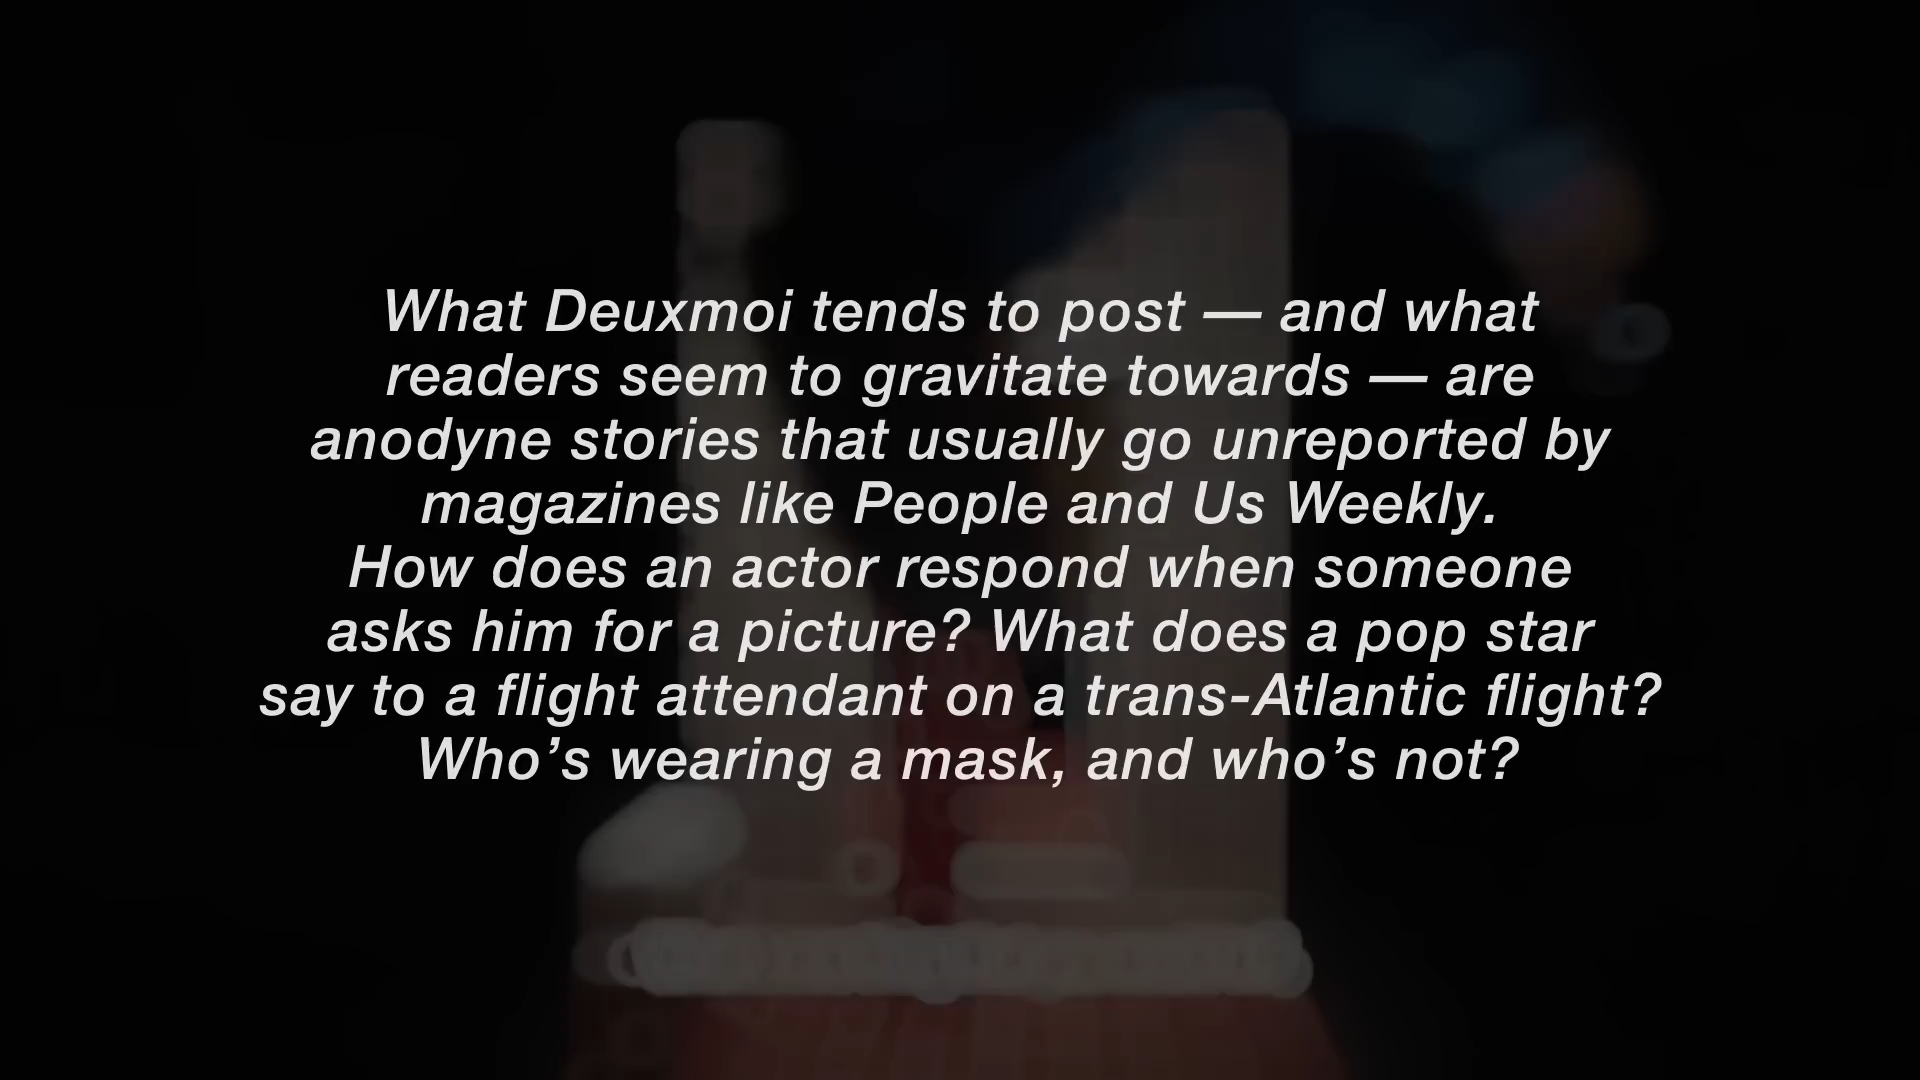 What Deuxmoi tends to post — and what
readers seem to gravitate towards — are
anodyne stories that usually go unreported by
magazines like People and Us Weekly.
How does an actor respond when someone
asks him for a picture? What does a pop star
say to a flight attendant on a trans-Atlantic flight?
Who’s wearing a mask, and who’s not?